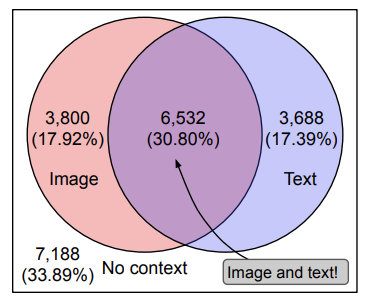 3,800
(17.92%)
Image
6,532
(30.80%)
3,688
(17.39%)
Text
7,188
(33.89%)
No context
Image and text!